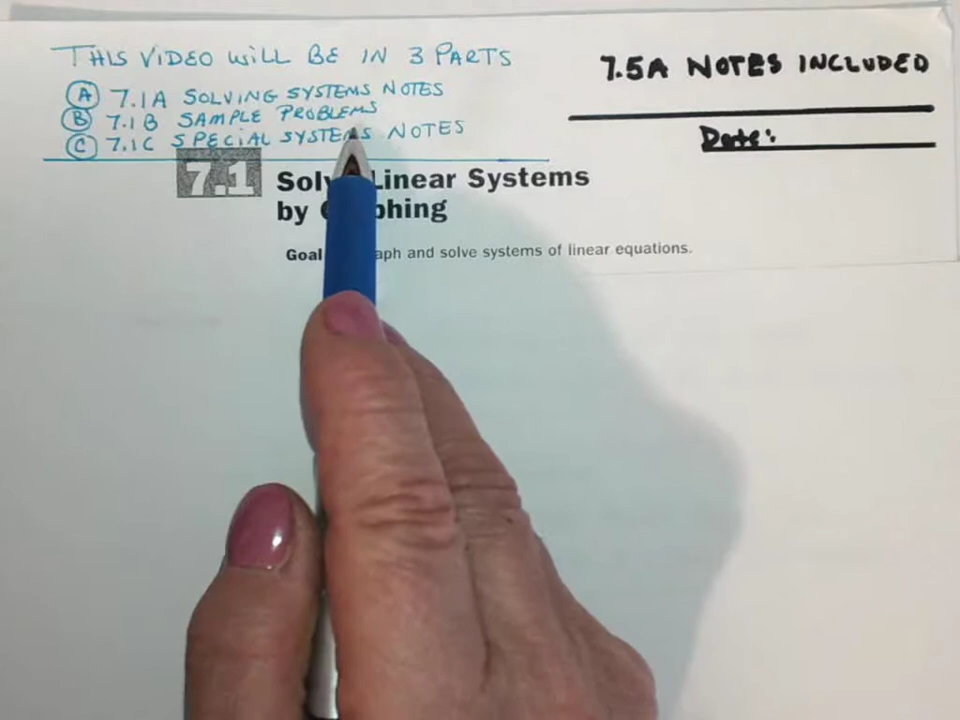 THIS VIDEO WILL BE IN 3 PARTS
A 7.1A SOLVING SYSTEMS NOTES
B 7.1B SAMPLE PROBLEMS
C 7.1C SPECIAL SYSTEMS NOTES
7.5A NOTES INCLUDED
Date:
7.1 Linear Systems
by
Goal and solve systems of linear equations.